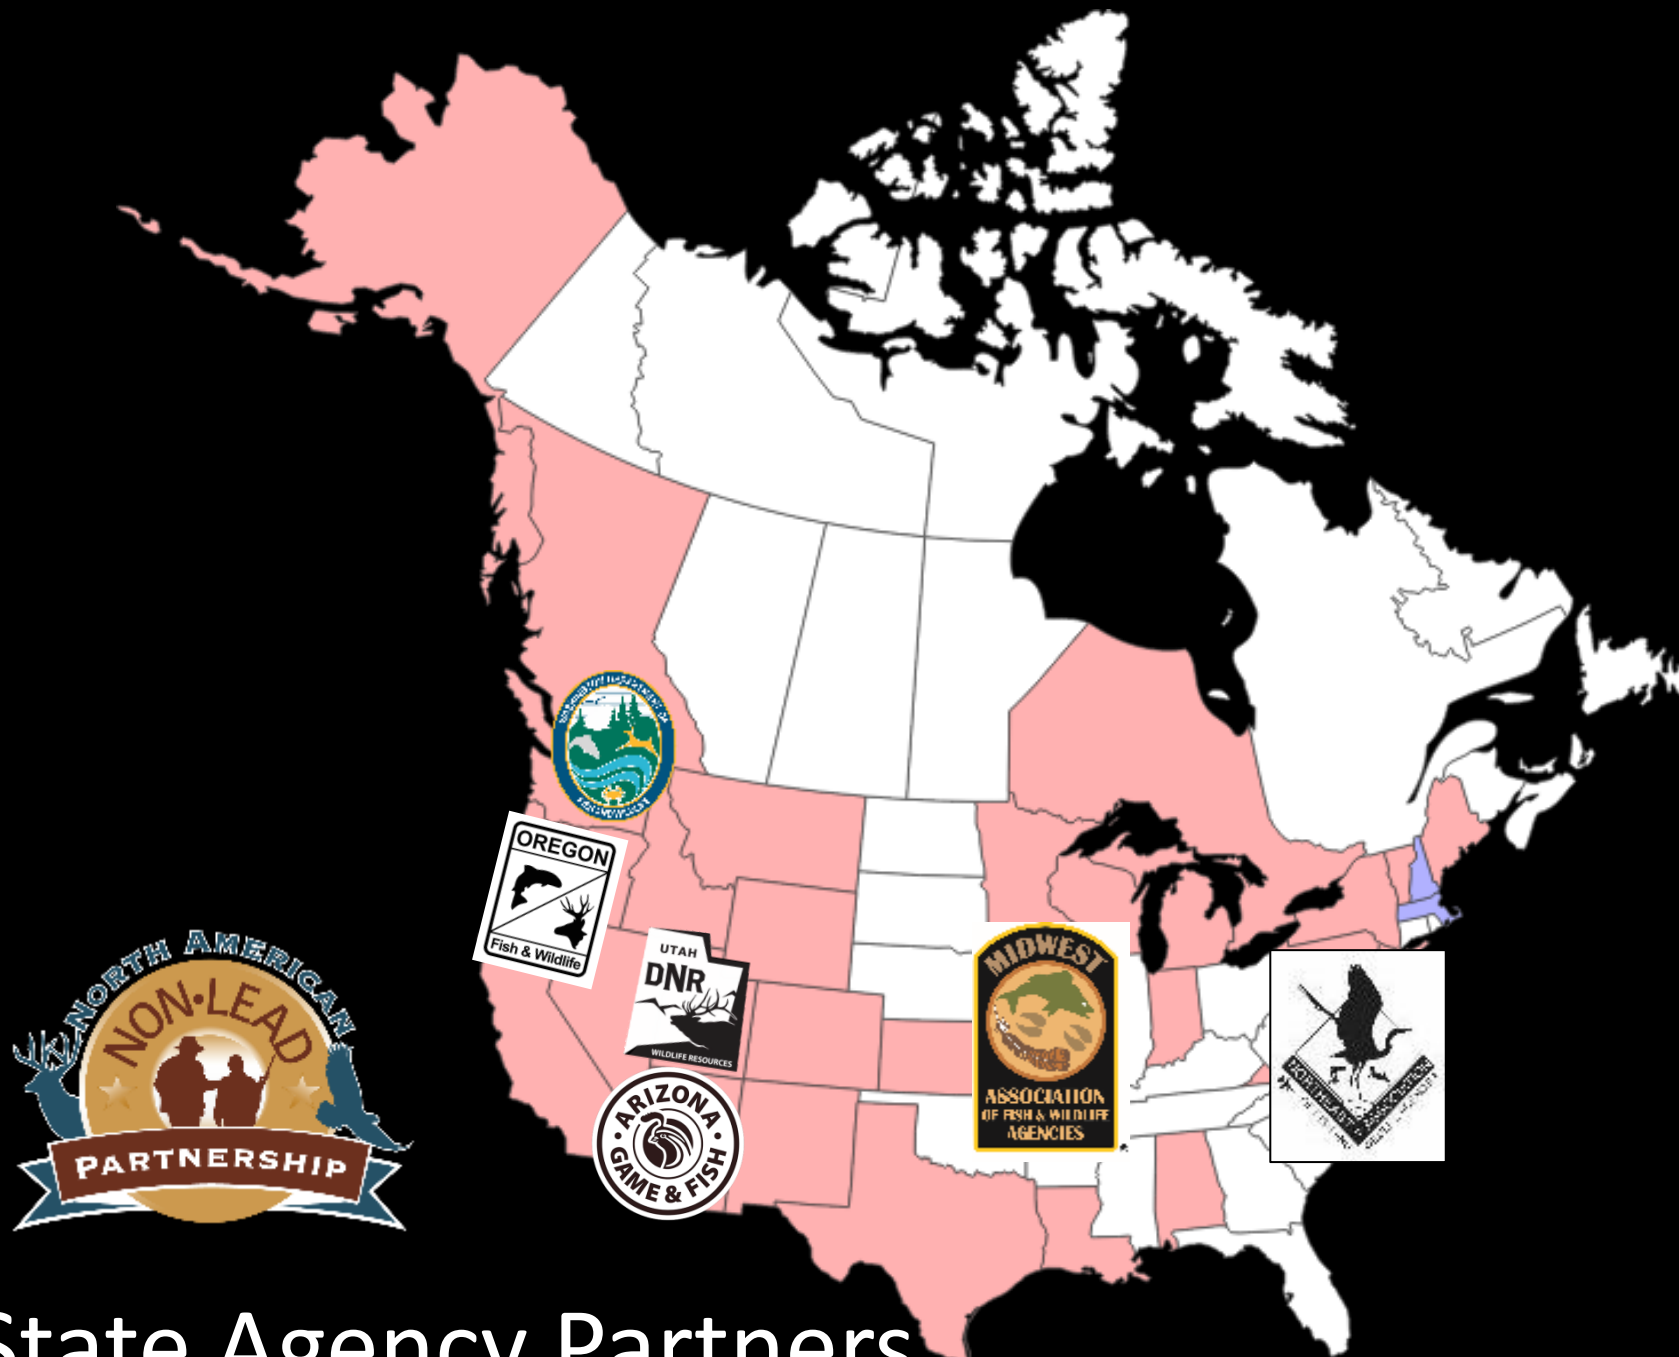 OREGON
Fish & Wildlife
UTAH
DNR
WILDLIFE RESOURCES
ARIZONA
GAME & FISH
MIDWEST
ASSOCIATION
OF FISH & WILDLIFE
AGENCIES
NORTH AMERICAN
NON·LEAD
PARTNERSHIP
State Agency Partners